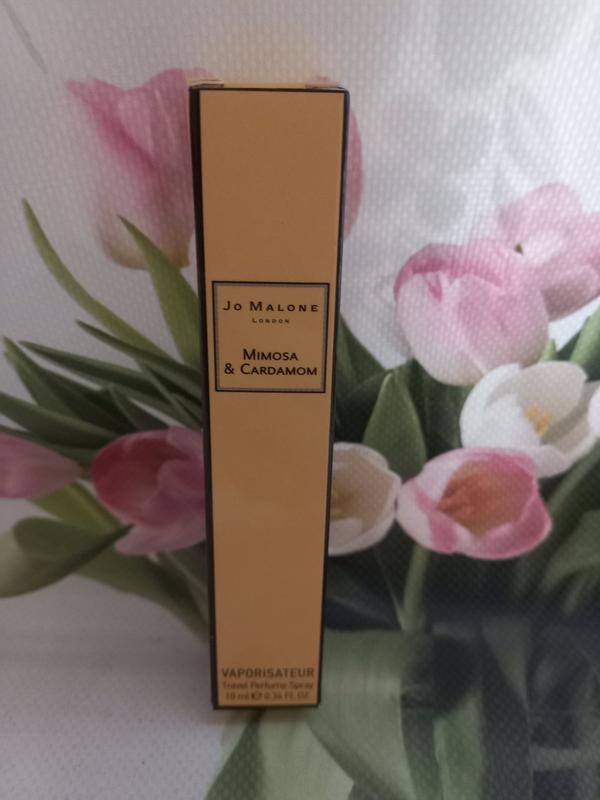 Jo Malone
London
Mimosa
& Cardamom
VAPORISATEUR
Travel Perfume Spray
10 ml ℮ 0.34 FL.OZ